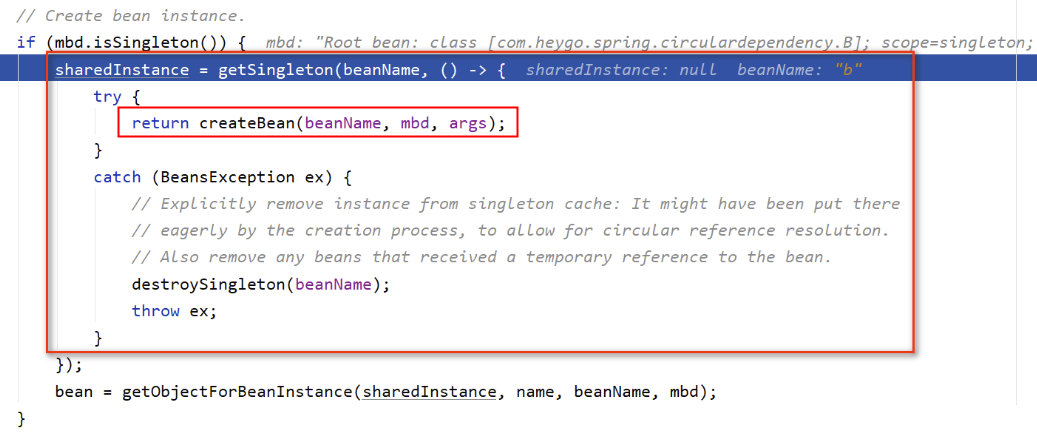 // Create bean instance.
if (mbd.isSingleton()) { mbd: "Root bean: class [com.heygo.spring.circulardependency.B]; scope=singleton;
sharedInstance = getSingleton(beanName, () -> { sharedInstance: null beanName: "b"
try {
return createBean(beanName, mbd, args);
}
catch (BeansException ex) {
// Explicitly remove instance from singleton cache: It might have been put there
// eagerly by the creation process, to allow for circular reference resolution.
// Also remove any beans that received a temporary reference to the bean.
destroySingleton(beanName);
throw ex;
}
});
bean = getObjectForBeanInstance(sharedInstance, name, beanName, mbd);
}